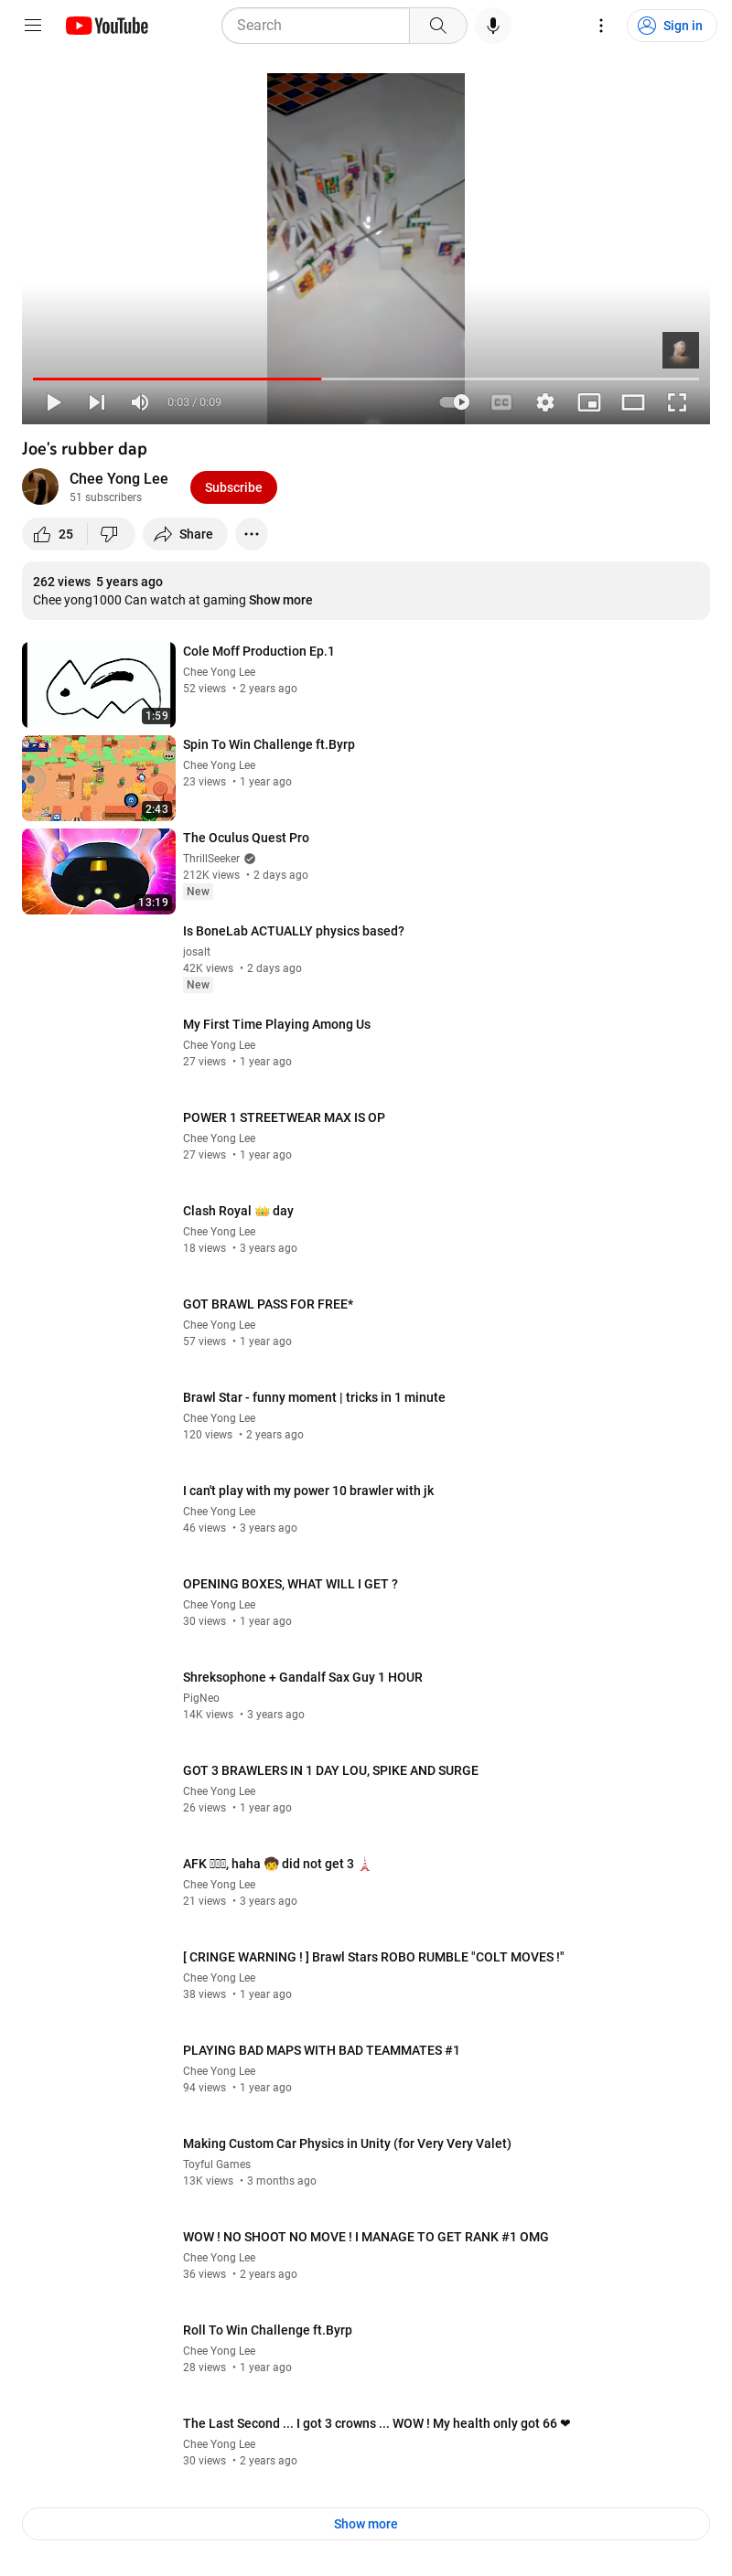 YouTube
Search
Sign in
0:03 / 0:09
CC
Joe's rubber dap
Chee Yong Lee
51 subscribers
Subscribe
25
Share
262 views 5 years ago
Chee yong1000 Can watch at gaming Show more
1:59
Cole Moff Production Ep.1
Chee Yong Lee
52 views • 2 years ago
2:43
Spin To Win Challenge ft.Byrp
Chee Yong Lee
23 views • 1 year ago
13:19
The Oculus Quest Pro
ThrillSeeker
212K views • 2 days ago
New
Is BoneLab ACTUALLY physics based?
josalt
42K views • 2 days ago
New
My First Time Playing Among Us
Chee Yong Lee
27 views • 1 year ago
POWER 1 STREETWEAR MAX IS OP
Chee Yong Lee
27 views • 1 year ago
Clash Royal 👑 day
Chee Yong Lee
18 views • 3 years ago
GOT BRAWL PASS FOR FREE*
Chee Yong Lee
57 views • 1 year ago
Brawl Star - funny moment | tricks in 1 minute
Chee Yong Lee
120 views • 2 years ago
I can't play with my power 10 brawler with jk
Chee Yong Lee
46 views • 3 years ago
OPENING BOXES, WHAT WILL I GET ?
Chee Yong Lee
30 views • 1 year ago
Shreksophone + Gandalf Sax Guy 1 HOUR
PigNeo
14K views • 3 years ago
GOT 3 BRAWLERS IN 1 DAY LOU, SPIKE AND SURGE
Chee Yong Lee
26 views • 1 year ago
AFK , haha 🧒 did not get 3 🗼
Chee Yong Lee
21 views • 3 years ago
[ CRINGE WARNING ! ] Brawl Stars ROBO RUMBLE "COLT MOVES !"
Chee Yong Lee
38 views • 1 year ago
PLAYING BAD MAPS WITH BAD TEAMMATES #1
Chee Yong Lee
94 views • 1 year ago
Making Custom Car Physics in Unity (for Very Very Valet)
Toyful Games
13K views • 3 months ago
WOW ! NO SHOOT NO MOVE ! I MANAGE TO GET RANK #1 OMG
Chee Yong Lee
36 views • 2 years ago
Roll To Win Challenge ft.Byrp
Chee Yong Lee
28 views • 1 year ago
The Last Second ... I got 3 crowns ... WOW ! My health only got 66 ❤
Chee Yong Lee
30 views • 2 years ago
Show more